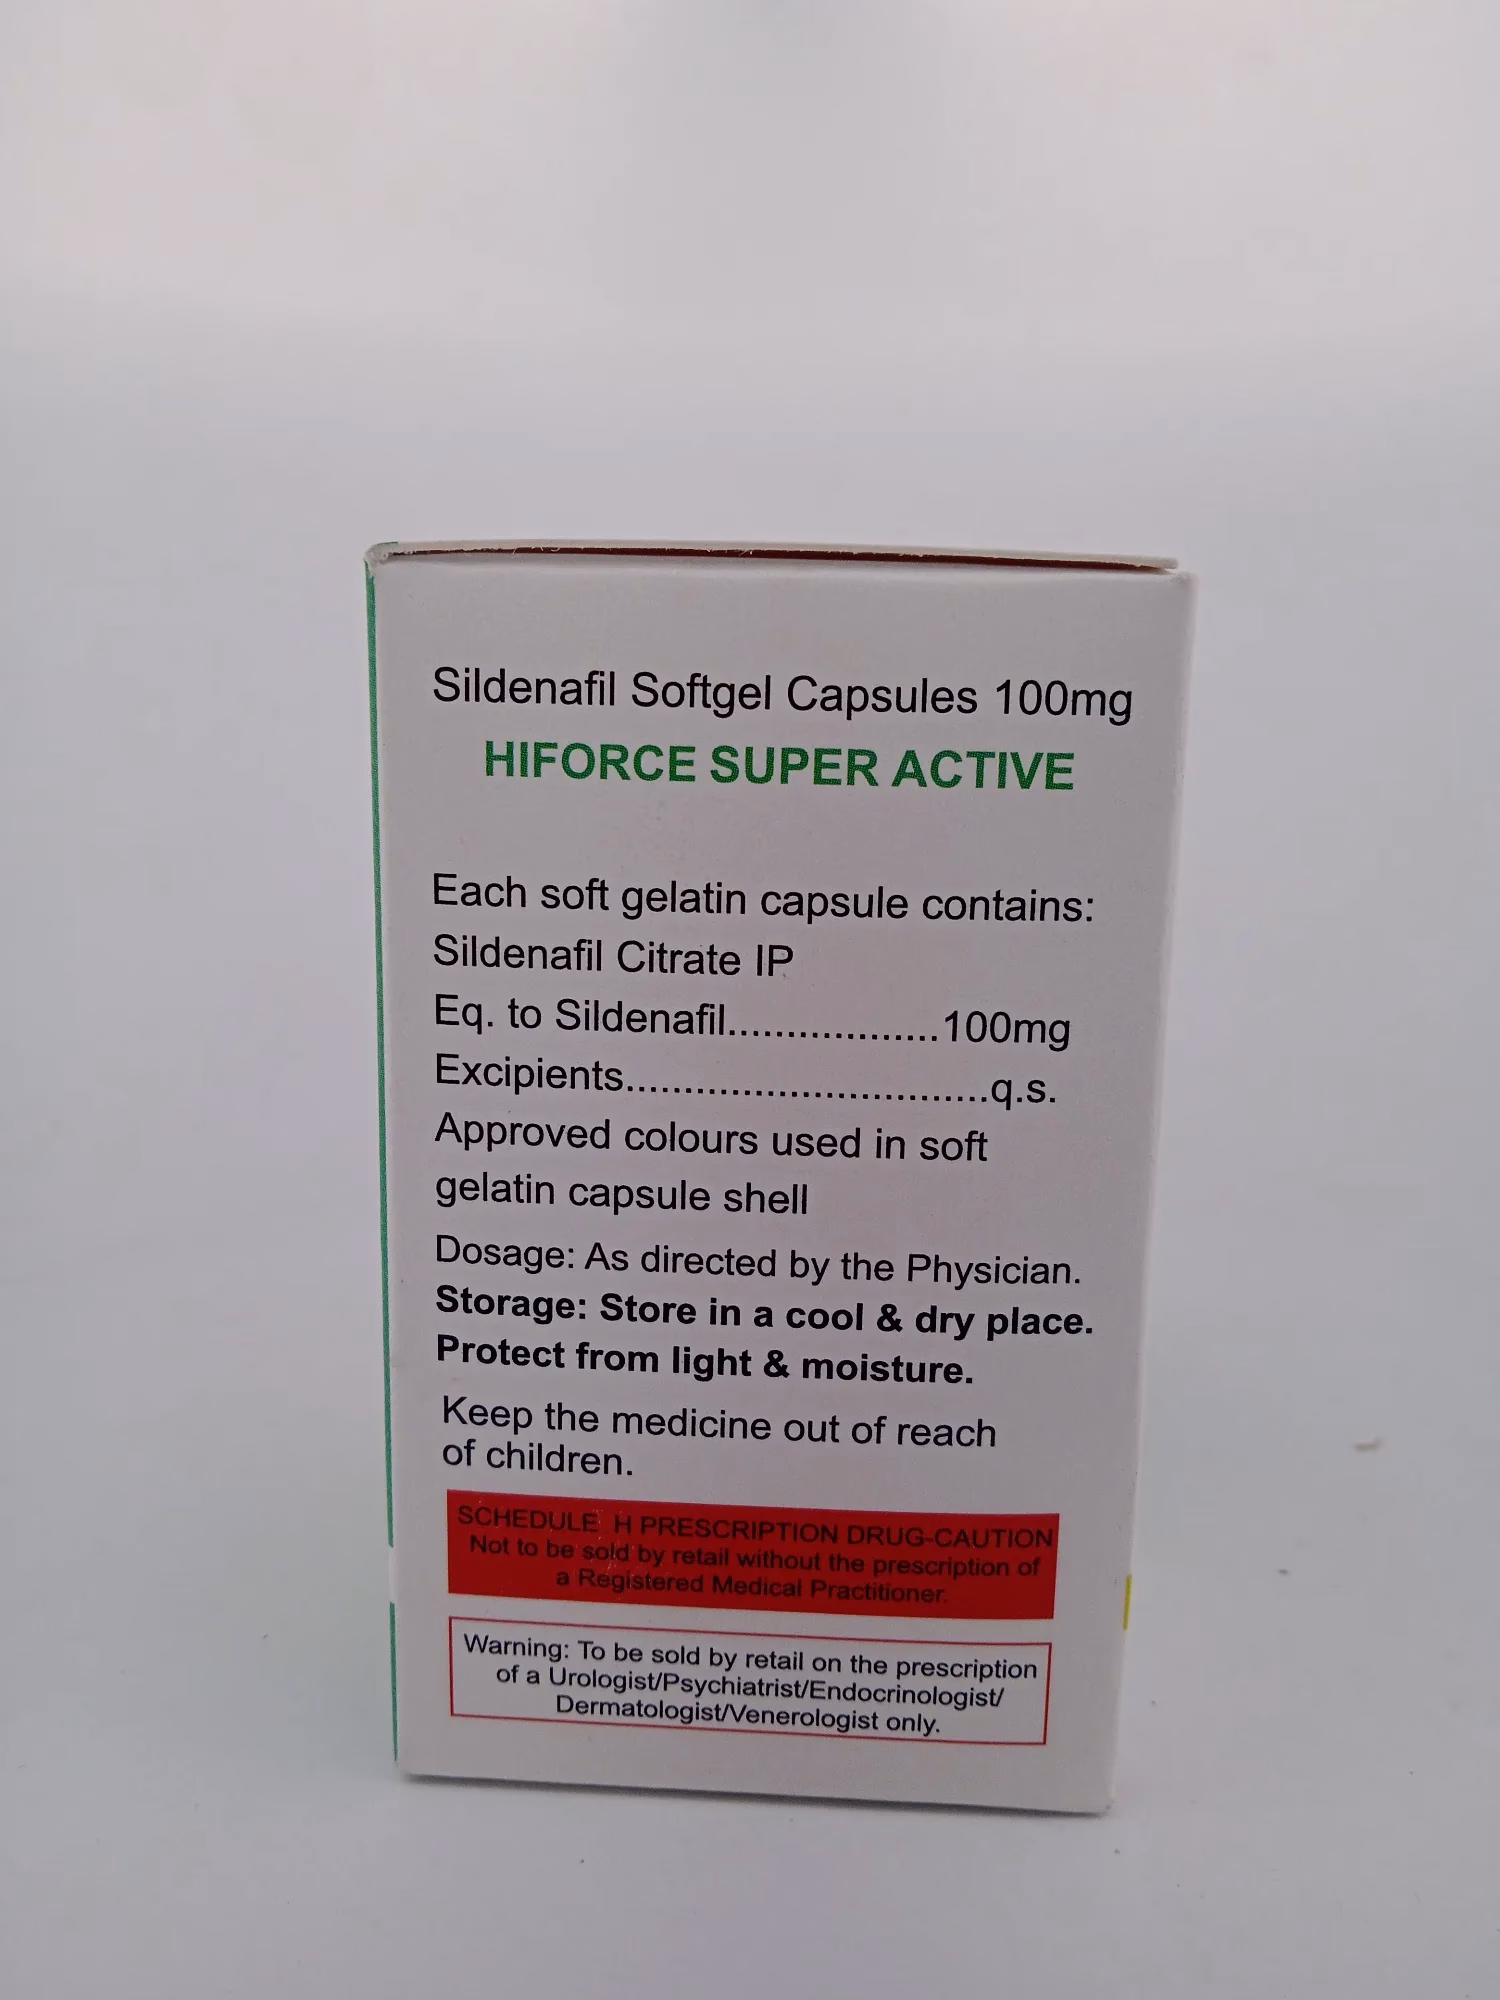 Sildenafil Softgel Capsules 100mg
HIFORCE SUPER ACTIVE
Each soft gelatin capsule contains:
Sildenafil Citrate IP
Eq. to Sildenafil..................100mg
Excipients...............................q.s.
Approved colours used in soft
gelatin capsule shell
Dosage: As directed by the Physician.
Storage: Store in a cool & dry place.
Protect from light & moisture.
Keep the medicine out of reach
of children.
SCHEDULE H PRESCRIPTION DRUG-CAUTION
Not to be sold by retail without the prescription of
a Registered Medical Practitioner.
Warning: To be sold by retail on the prescription
of a Urologist/Psychiatrist/Endocrinologist/
Dermatologist/Venerologist only.